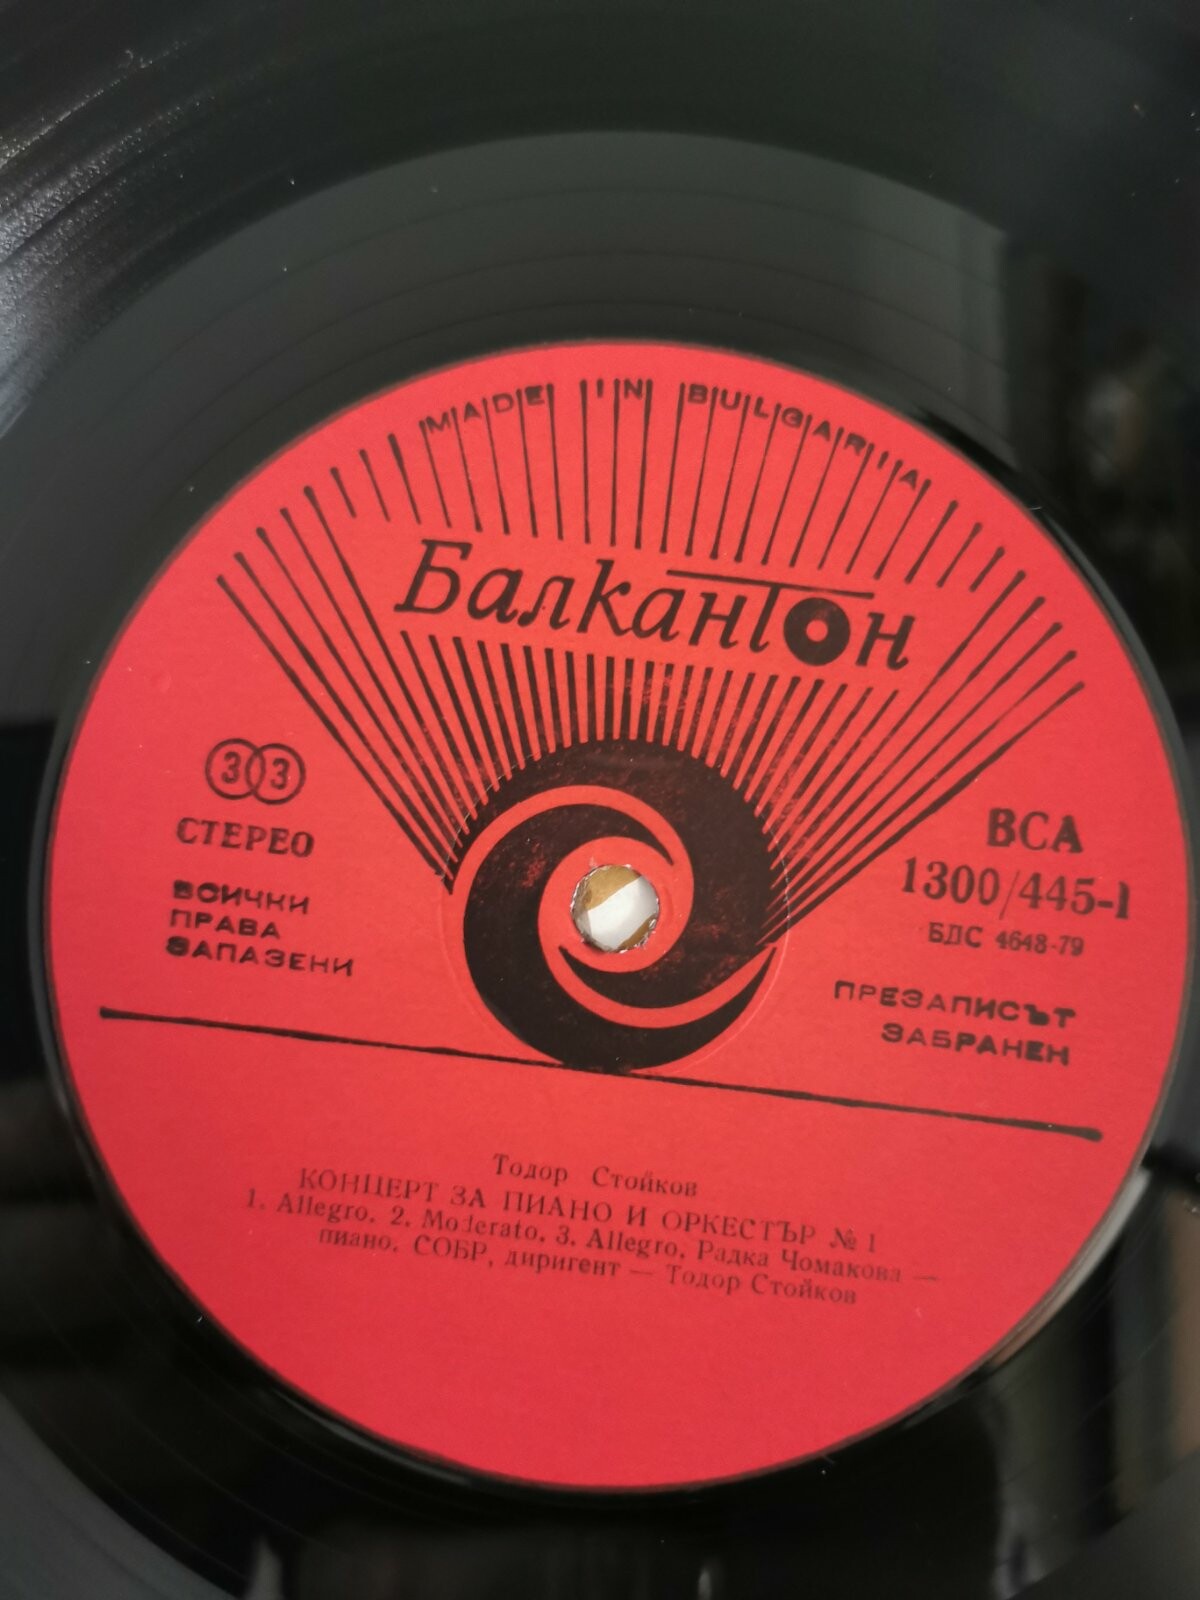 MADE IN BULGARIA
Балкантон
33
СТЕРЕО
ВСИЧКИ
ПРАВА
ЗАПАЗЕНИ
ВСА
1300/445-1
БДС 4648-79
ПРЕЗАПИСЪТ
ЗАБРАНЕН
Тодор Стойков
КОНЦЕРТ ЗА ПИАНО И ОРКЕСТЪР № 1
1. Allegro. 2. Moderato. 3. Allegro. Радка Чомакова —
пиано. СОБР, диригент — Тодор Стойков